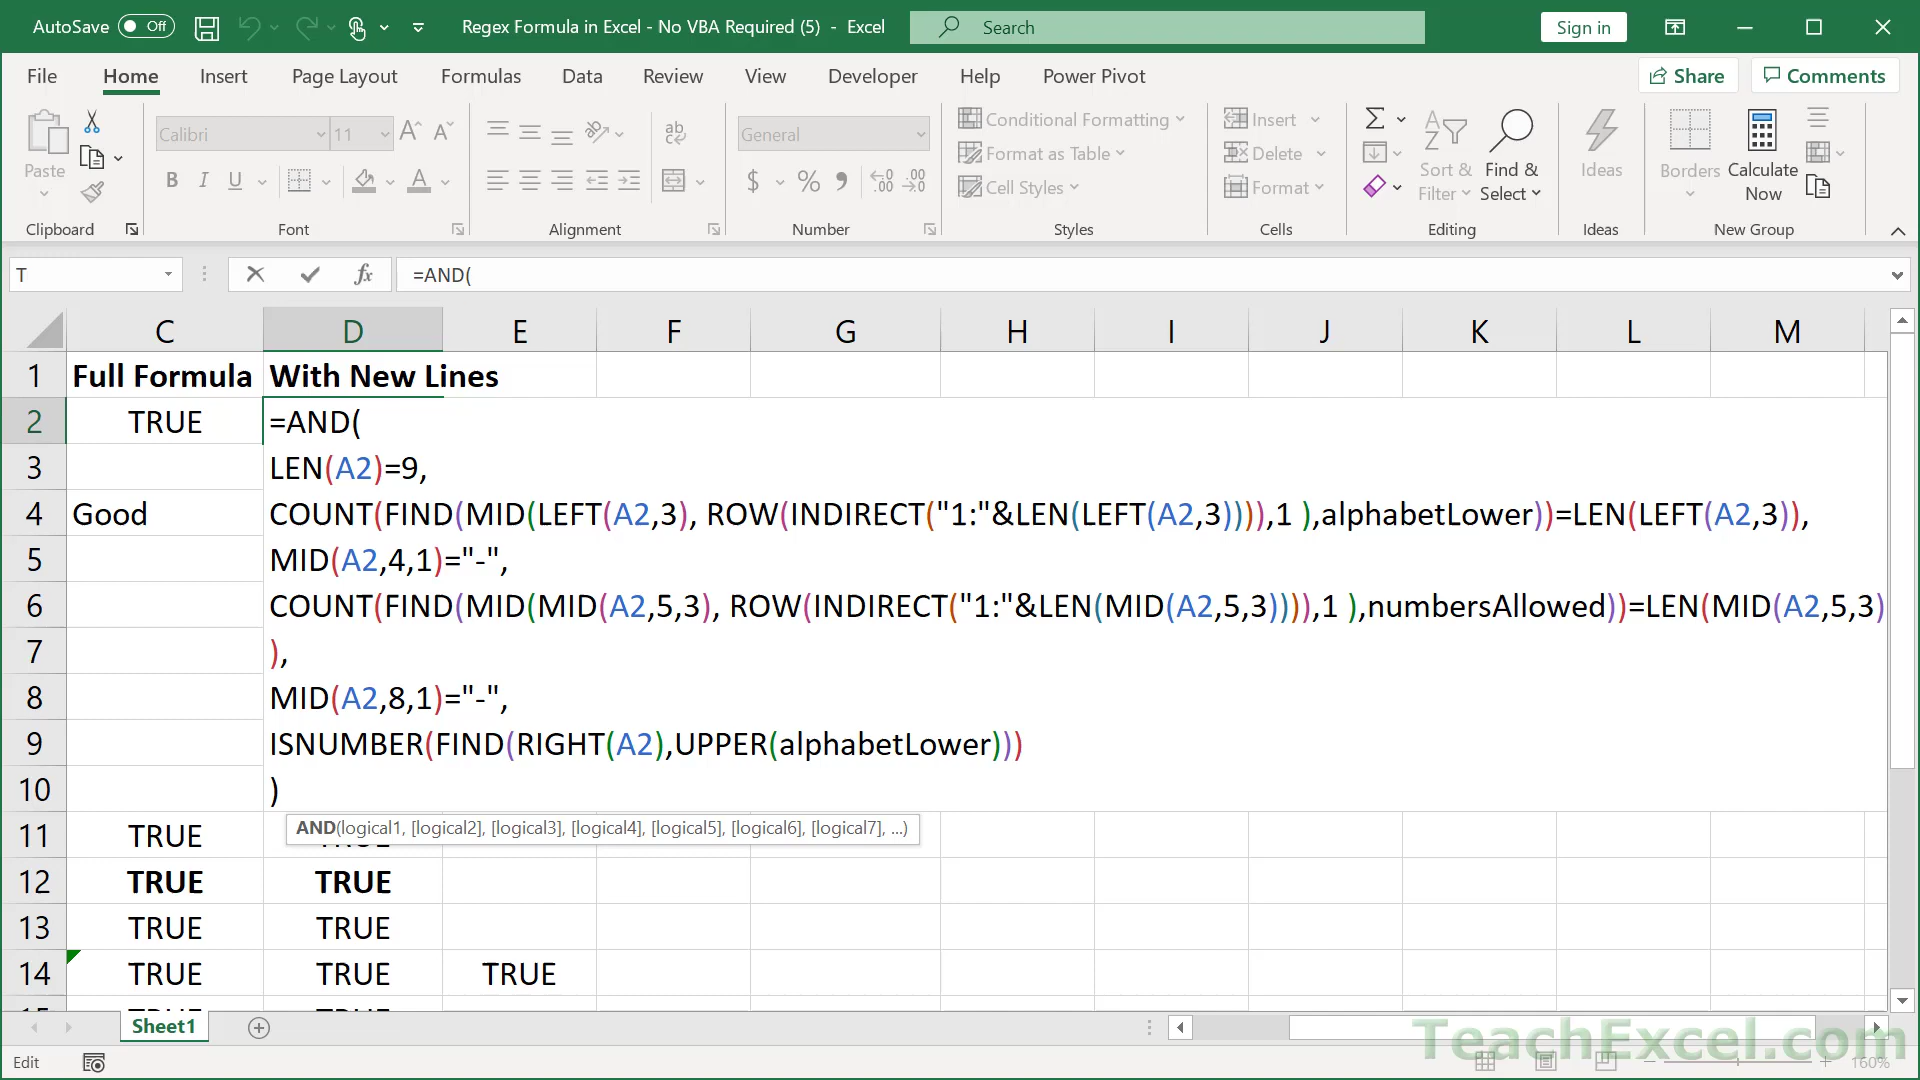 AutoSave Off Regex Formula in Excel - No VBA Required (5) - Excel Search Sign in
File Home Insert Page Layout Formulas Data Review View Developer Help Power Pivot Share Comments
Calibri 11 General
Conditional Formatting
Format as Table
Cell Styles
Insert
Delete
Format
Paste
B I U
Sort &
Filter
Find &
Select
Ideas
Borders
Calculate
Now
Clipboard Font Alignment Number Styles Cells Editing Ideas New Group
T fx =AND(
C D E F G H I J K L M
1 Full Formula With New Lines
2 TRUE =AND(
3 LEN(A2)=9,
4 Good COUNT(FIND(MID(LEFT(A2,3), ROW(INDIRECT("1:"&LEN(LEFT(A2,3)))),1 ),alphabetLower))=LEN(LEFT(A2,3)),
5 MID(A2,4,1)="-",
6 COUNT(FIND(MID(MID(A2,5,3), ROW(INDIRECT("1:"&LEN(MID(A2,5,3)))),1 ),numbersAllowed))=LEN(MID(A2,5,3)
7 ),
8 MID(A2,8,1)="-",
9 ISNUMBER(FIND(RIGHT(A2),UPPER(alphabetLower)))
10 )
AND(logical1, [logical2], [logical3], [logical4], [logical5], [logical6], [logical7], ...)
11 TRUE TRUE
12 TRUE TRUE
13 TRUE TRUE
14 TRUE TRUE TRUE
15 TRUE TRUE
Sheet1
TeachExcel.com
Edit 160%